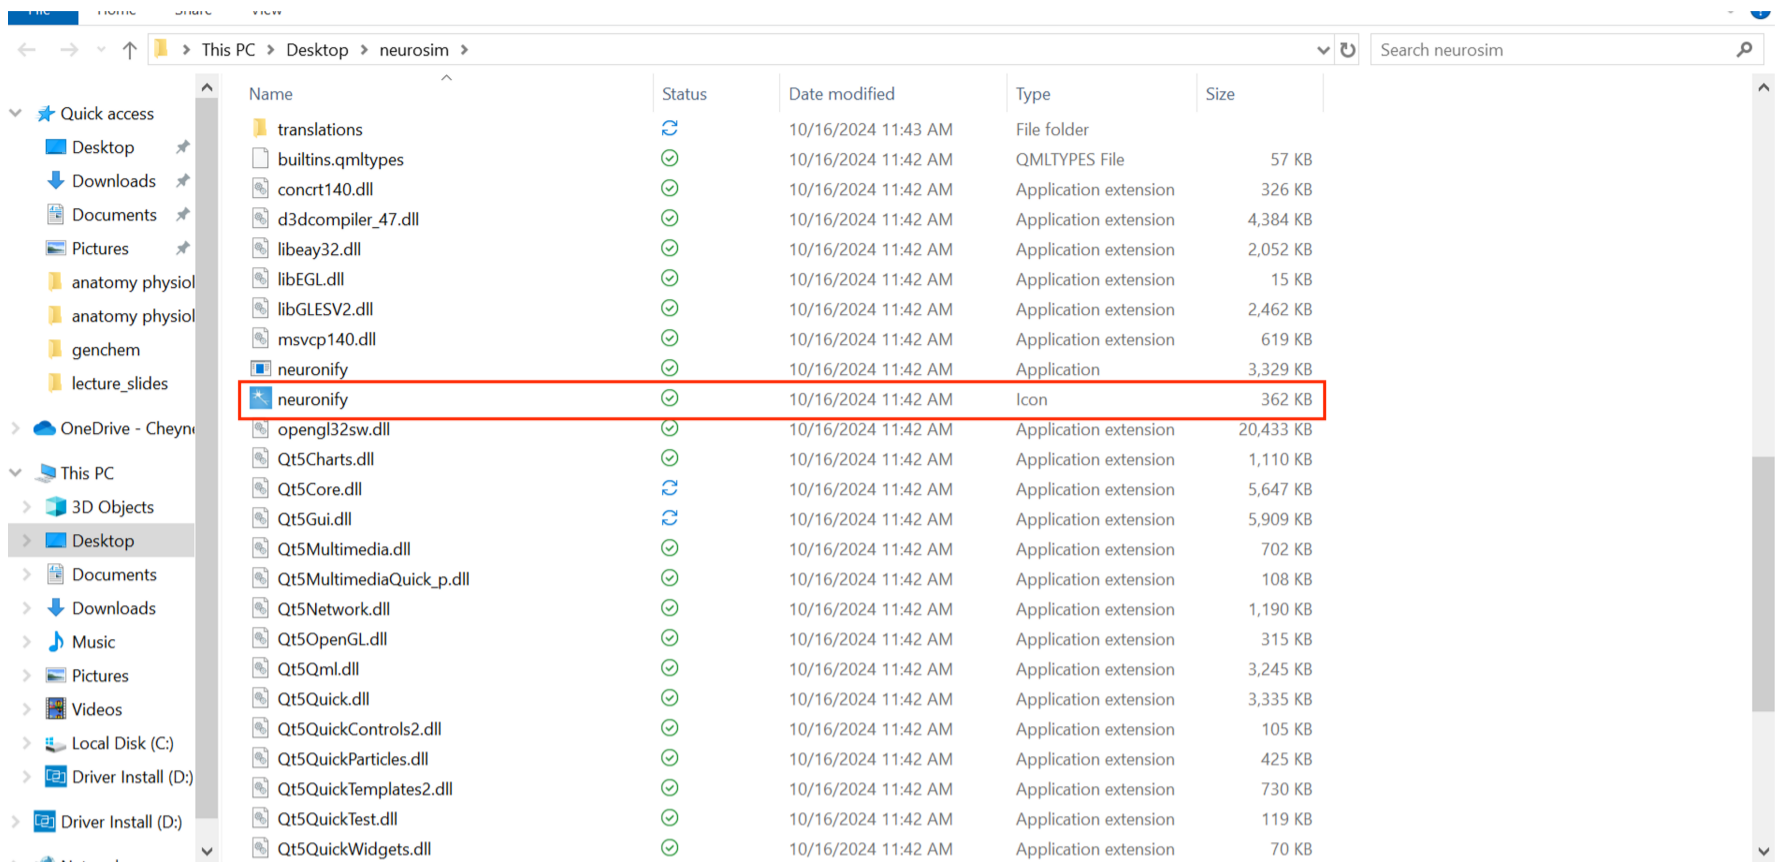 File Home Share View
This PC > Desktop > neurosim >
Search neurosim
Name Status Date modified Type Size
Quick access
Desktop
Downloads
Documents
Pictures
anatomy physiol
anatomy physiol
genchem
lecture_slides
OneDrive - Cheyn
This PC
3D Objects
Desktop
Documents
Downloads
Music
Pictures
Videos
Local Disk (C:)
Driver Install (D:)
Driver Install (D:)
translations 10/16/2024 11:43 AM File folder
builtins.qmltypes 10/16/2024 11:42 AM QMLTYPES File 57 KB
concrt140.dll 10/16/2024 11:42 AM Application extension 326 KB
d3dcompiler_47.dll 10/16/2024 11:42 AM Application extension 4,384 KB
libeay32.dll 10/16/2024 11:42 AM Application extension 2,052 KB
libEGL.dll 10/16/2024 11:42 AM Application extension 15 KB
libGLESV2.dll 10/16/2024 11:42 AM Application extension 2,462 KB
msvcp140.dll 10/16/2024 11:42 AM Application extension 619 KB
neuronify 10/16/2024 11:42 AM Application 3,329 KB
neuronify 10/16/2024 11:42 AM Icon 362 KB
opengl32sw.dll 10/16/2024 11:42 AM Application extension 20,433 KB
Qt5Charts.dll 10/16/2024 11:42 AM Application extension 1,110 KB
Qt5Core.dll 10/16/2024 11:42 AM Application extension 5,647 KB
Qt5Gui.dll 10/16/2024 11:42 AM Application extension 5,909 KB
Qt5Multimedia.dll 10/16/2024 11:42 AM Application extension 702 KB
Qt5MultimediaQuick_p.dll 10/16/2024 11:42 AM Application extension 108 KB
Qt5Network.dll 10/16/2024 11:42 AM Application extension 1,190 KB
Qt5OpenGL.dll 10/16/2024 11:42 AM Application extension 315 KB
Qt5Qml.dll 10/16/2024 11:42 AM Application extension 3,245 KB
Qt5Quick.dll 10/16/2024 11:42 AM Application extension 3,335 KB
Qt5QuickControls2.dll 10/16/2024 11:42 AM Application extension 105 KB
Qt5QuickParticles.dll 10/16/2024 11:42 AM Application extension 425 KB
Qt5QuickTemplates2.dll 10/16/2024 11:42 AM Application extension 730 KB
Qt5QuickTest.dll 10/16/2024 11:42 AM Application extension 119 KB
Qt5QuickWidgets.dll 10/16/2024 11:42 AM Application extension 70 KB